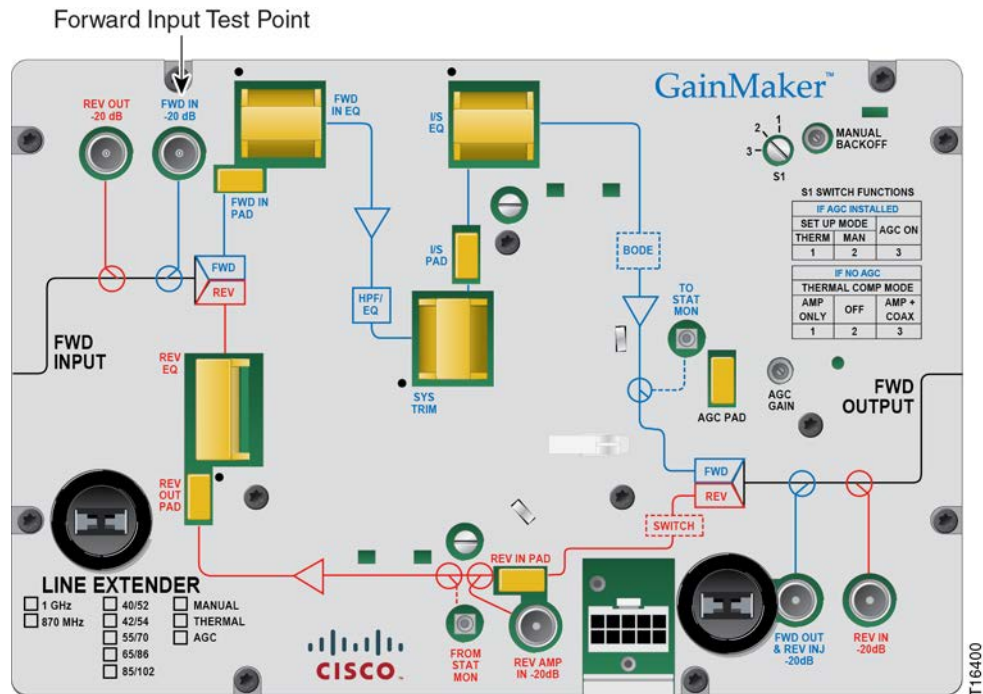 Forward Input Test Point
GainMaker™
REV OUT
-20 dB
FWD IN
-20 dB
FWD
IN EQ
I/S
EQ
1
2
3
S1
MANUAL
BACKOFF
FWD IN
PAD
S1 SWITCH FUNCTIONS
IF AGC INSTALLED
SET UP MODE
AGC ON
THERM
MAN
1
2
3
IF NO AGC
THERMAL COMP MODE
AMP
ONLY
OFF
AMP +
COAX
1
2
3
I/S
PAD
BODE
FWD
REV
HPF/
EQ
TO
STAT
MON
FWD
INPUT
REV
EQ
SYS
TRIM
AGC PAD
AGC
GAIN
FWD
OUTPUT
REV
OUT
PAD
FWD
REV
SWITCH
REV IN PAD
LINE EXTENDER
1 GHz
870 MHz
40/52
42/54
55/70
65/86
85/102
MANUAL
THERMAL
AGC
CISCO
FROM
STAT
MON
REV AMP
IN -20dB
FWD OUT
& REV INJ
-20dB
REV IN
-20dB
T16400